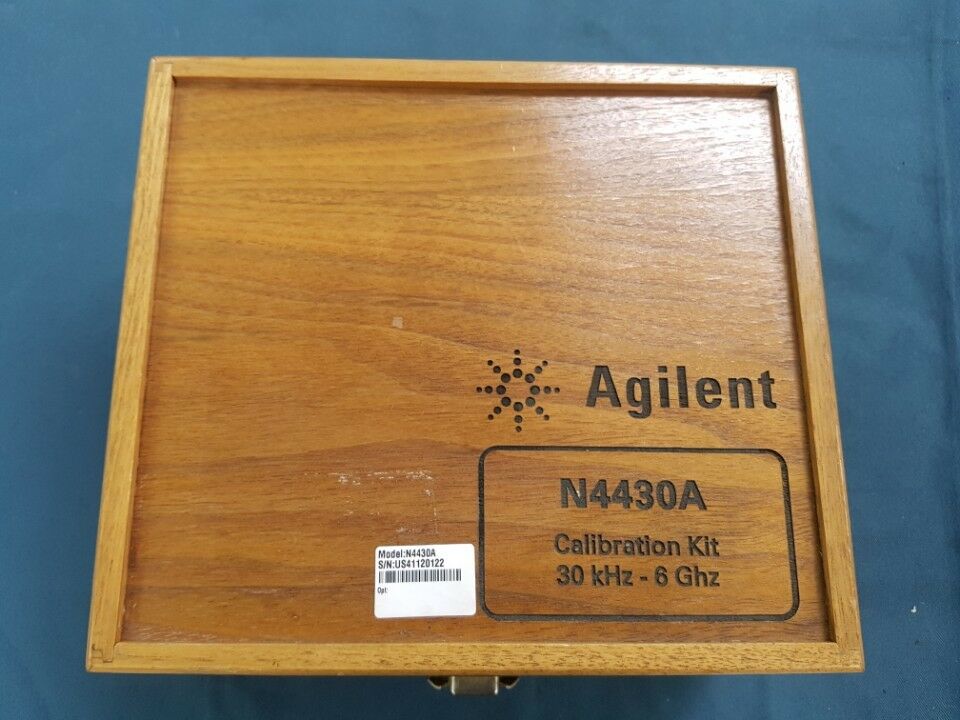 Agilent
N4430A
Calibration Kit
30 kHz - 6 Ghz
Model:N4430A
S/N:US41120122
Opt: